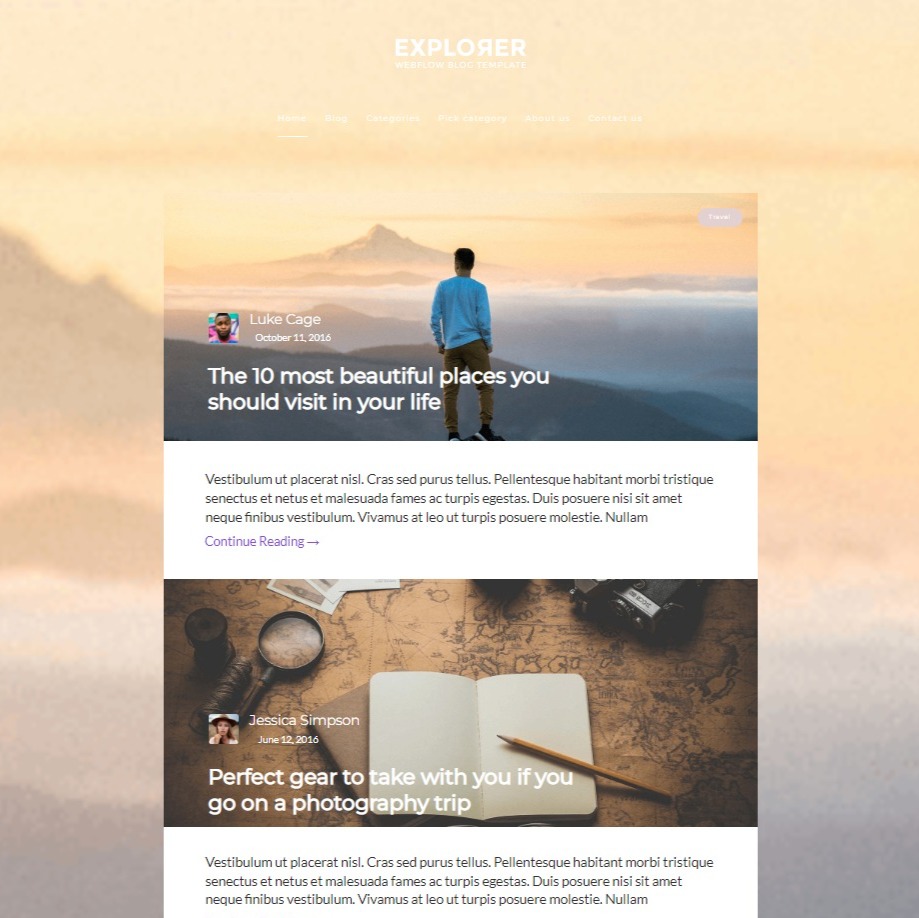 EXPLOЯER
WEBFLOW BLOG TEMPLATE
Home Blog Categories Pick category About us Contact us
Travel
Luke Cage
October 11, 2016
The 10 most beautiful places you
should visit in your life
Vestibulum ut placerat nisl. Cras sed purus tellus. Pellentesque habitant morbi tristique
senectus et netus et malesuada fames ac turpis egestas. Duis posuere nisi sit amet
neque finibus vestibulum. Vivamus at leo ut turpis posuere molestie. Nullam
Continue Reading →
Jessica Simpson
June 12, 2016
Perfect gear to take with you if you
go on a photography trip
Vestibulum ut placerat nisl. Cras sed purus tellus. Pellentesque habitant morbi tristique
senectus et netus et malesuada fames ac turpis egestas. Duis posuere nisi sit amet
neque finibus vestibulum. Vivamus at leo ut turpis posuere molestie. Nullam